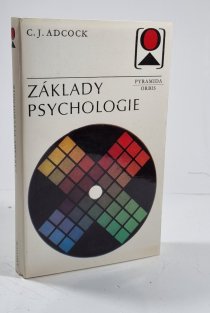 C. J. ADCOCK
ZÁKLADY
PSYCHOLOGIE
PYRAMIDA
ORBIS